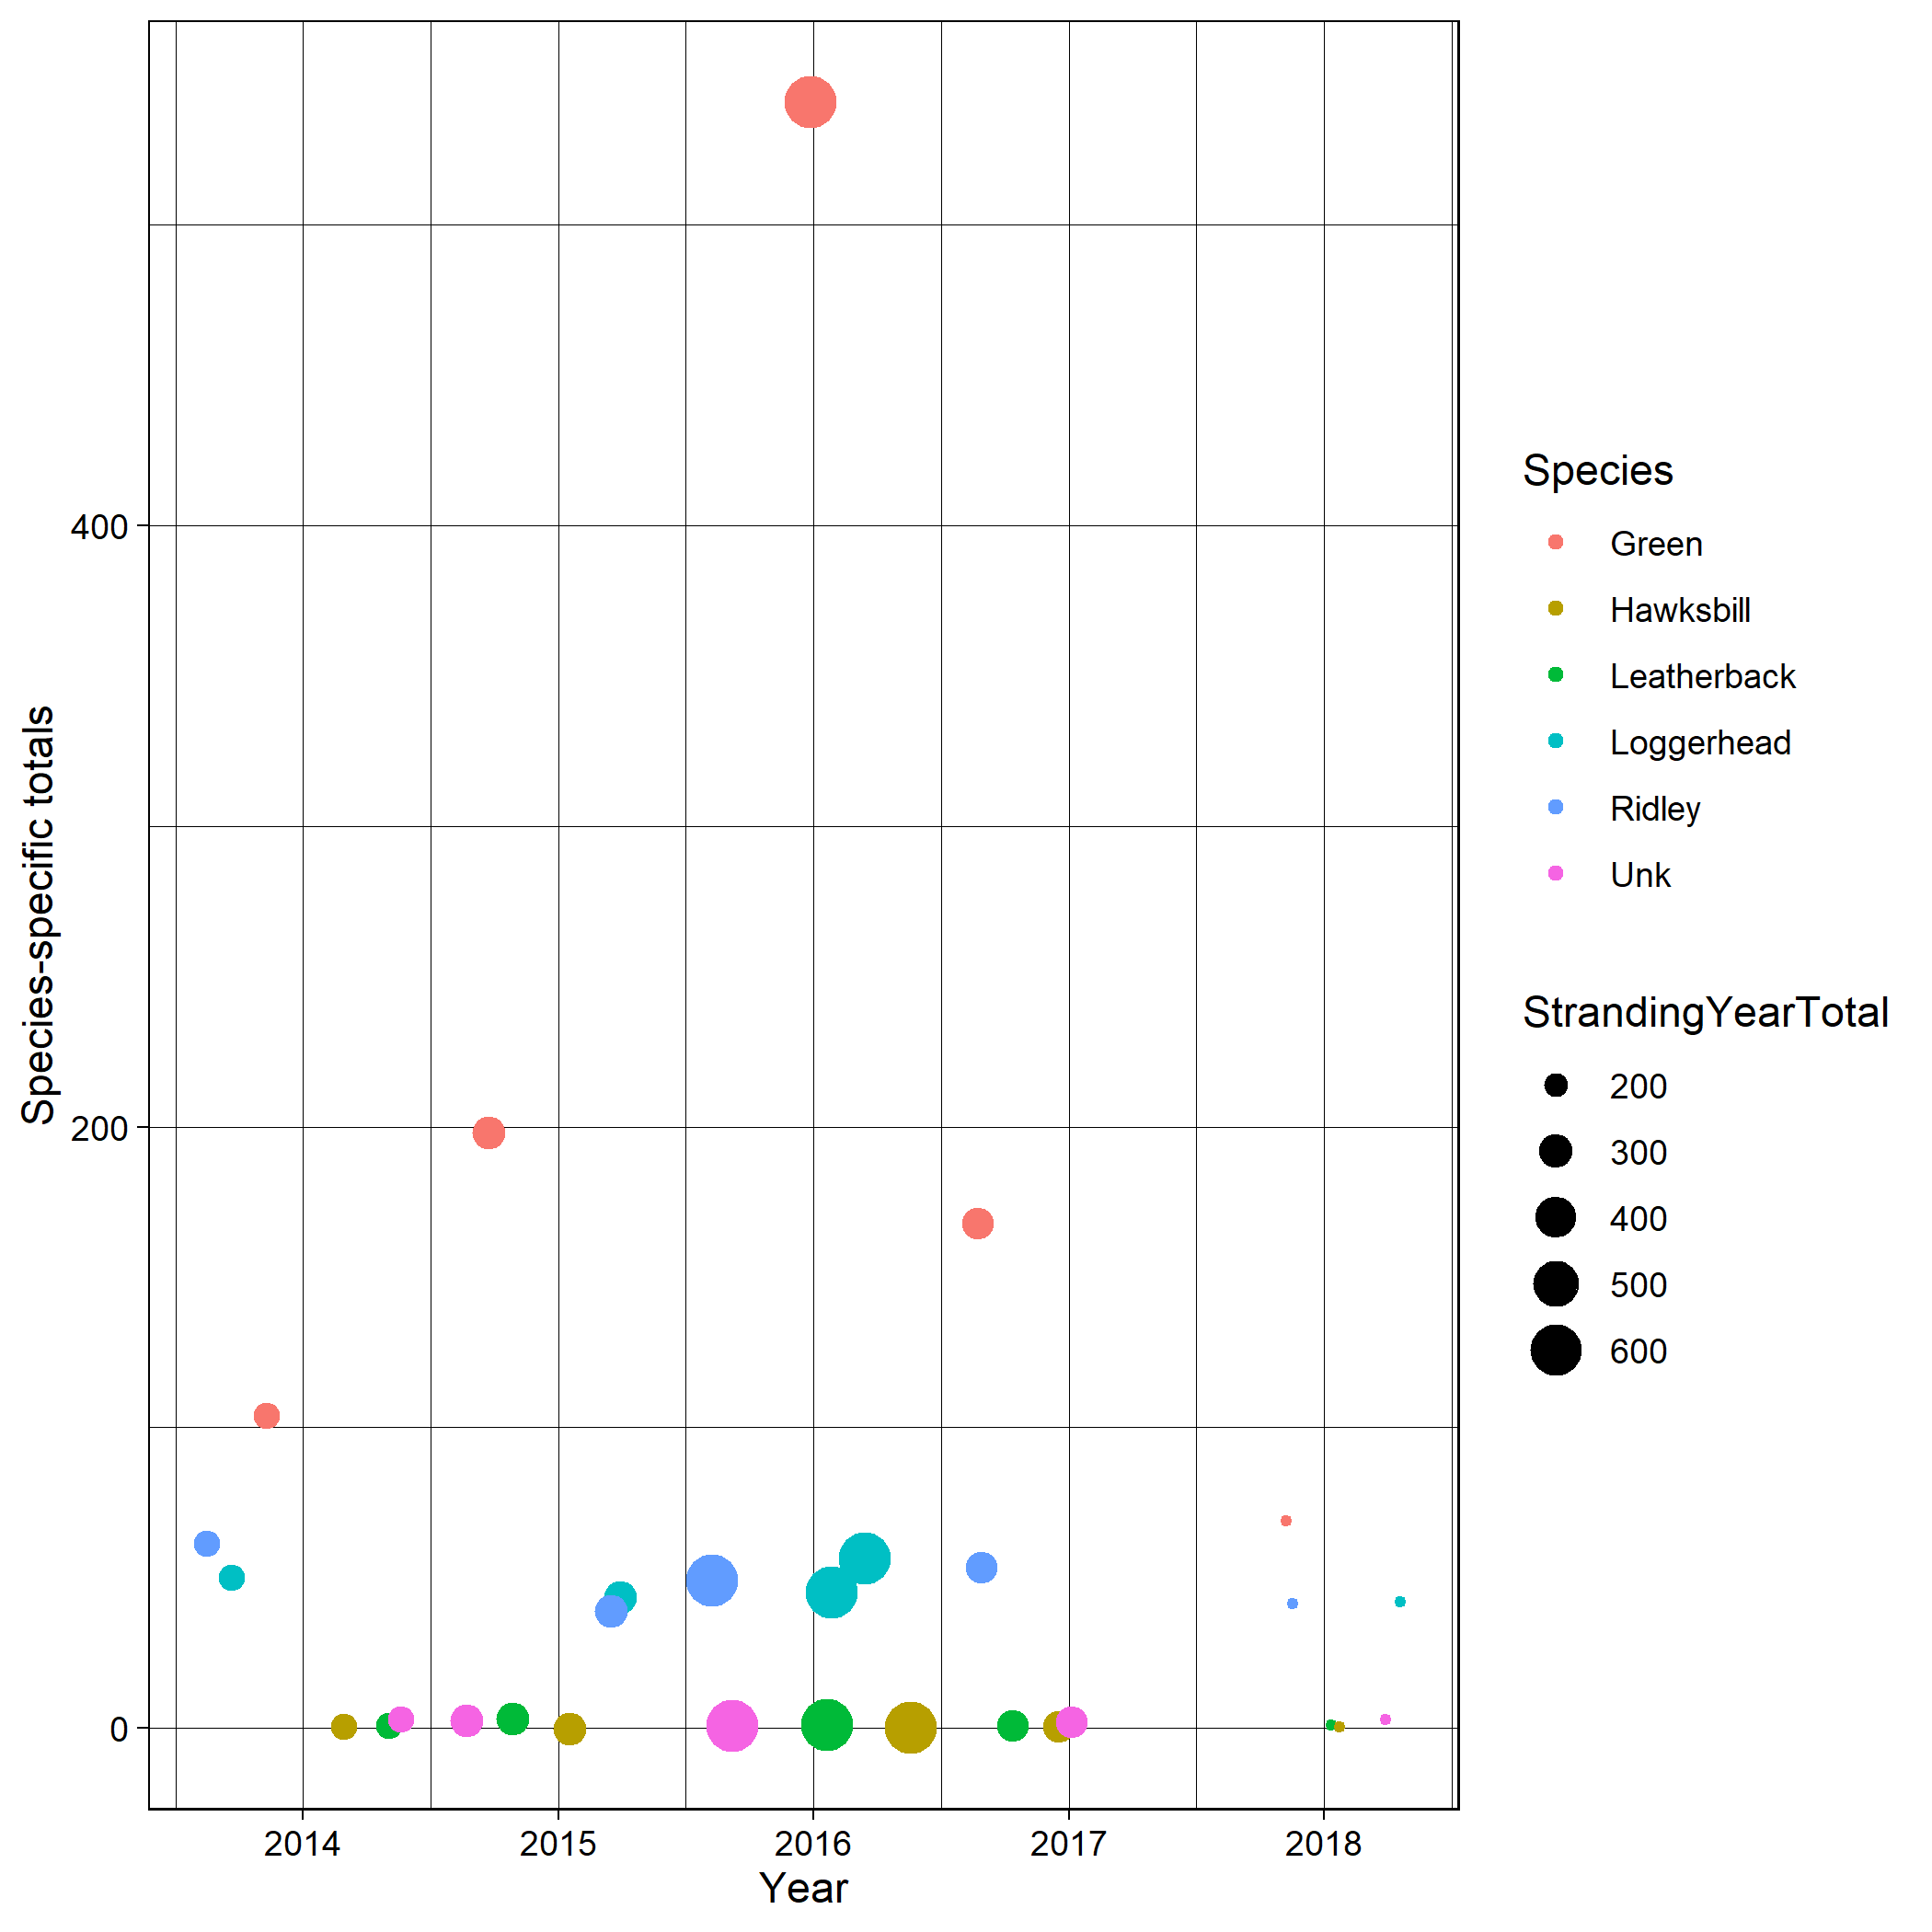 Species-specific totals
400
200
0
2014
2015
2016
2017
2018
Year
Species
Green
Hawksbill
Leatherback
Loggerhead
Ridley
Unk
StrandingYearTotal
200
300
400
500
600